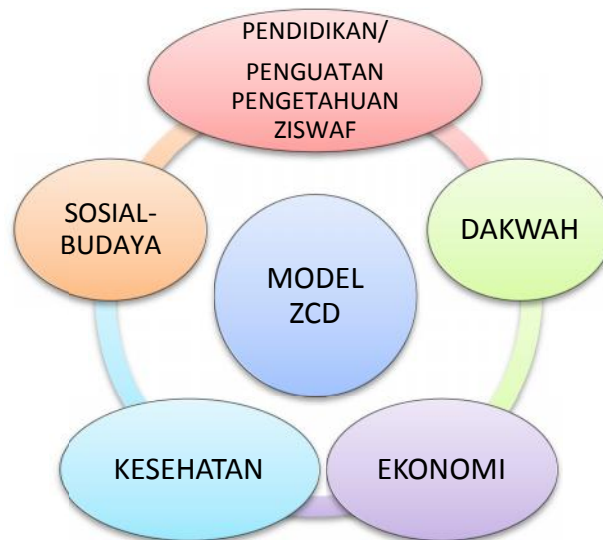 PENDIDIKAN/
PENGUATAN
PENGETAHUAN
ZISWAF
SOSIAL-
BUDAYA
DAKWAH
MODEL
ZCD
KESEHATAN
EKONOMI